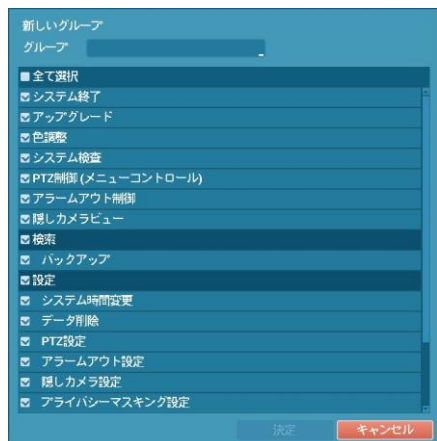 新しいグループ
グループ
全て選択
システム終了
アップグレード
色調整
システム検査
PTZ制御 (メニューコントロール)
アラームアウト制御
隠しカメラビュー
検索
バックアップ
設定
システム時間変更
データ削除
PTZ設定
アラームアウト設定
隠しカメラ設定
プライバシーマスキング設定
決定 キャンセル